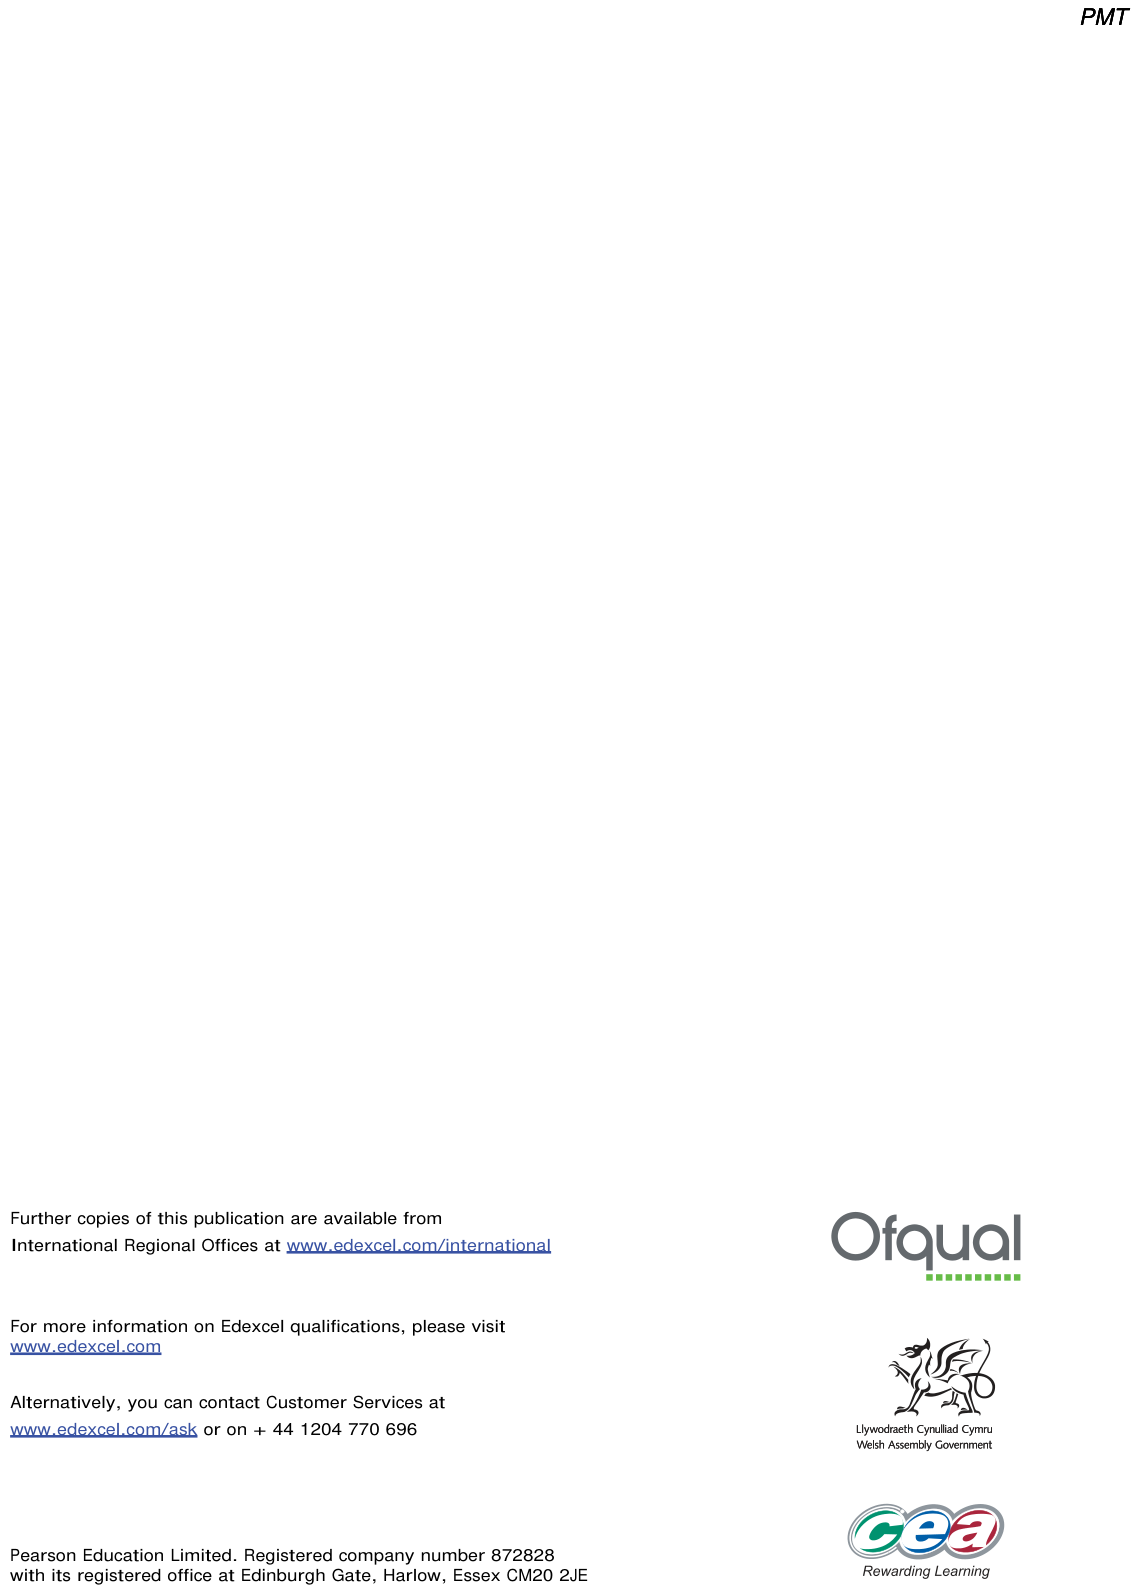 PMT
Further copies of this publication are available from
International Regional Offices at www.edexcel.com/international
For more information on Edexcel qualifications, please visit
www.edexcel.com
Alternatively, you can contact Customer Services at
www.edexcel.com/ask or on + 44 1204 770 696
Pearson Education Limited. Registered company number 872828
with its registered office at Edinburgh Gate, Harlow, Essex CM20 2JE
Ofqual
Llywodraeth Cynulliad Cymru
Welsh Assembly Government
cea
Rewarding Learning